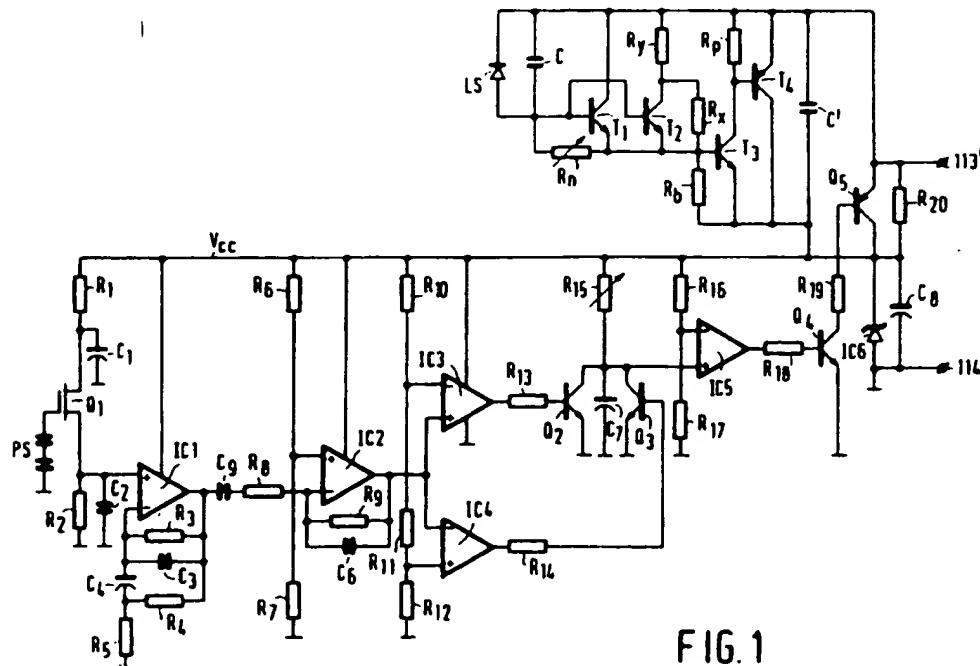 Ry
Rp
LS
C
T4
T1
T2
Rx
T3
C'
Rn
Rb
113'
Q5
R20
Vcc
R1
R6
R10
R15
R16
R19
C8
C1
IC3
Q4
IC6
Q1
R13
IC5
R18
114
PS
IC1
C9
R8
IC2
Q2
C7
Q3
R17
R2
C2
R3
R9
IC4
C4
C3
R11
C6
R14
R5
R4
R7
R12
FIG. 1